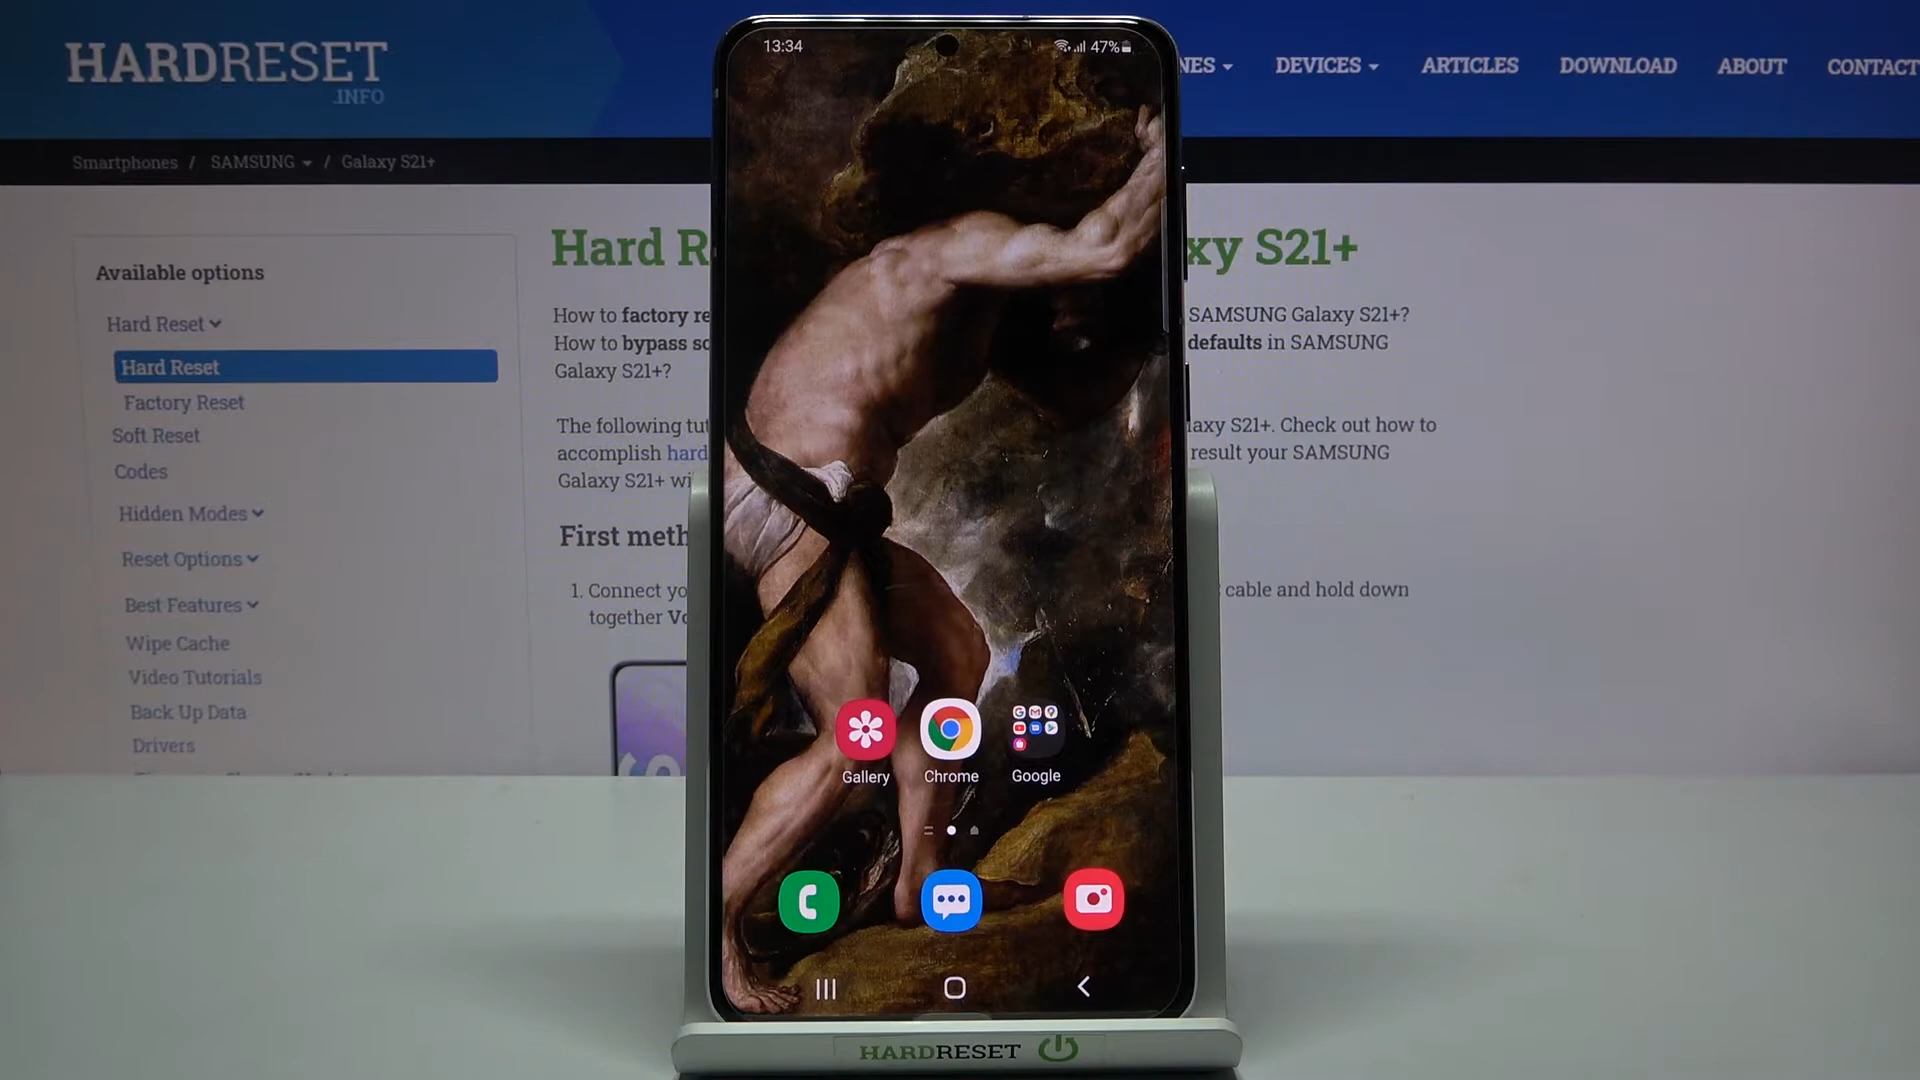 HARDRESET
.INFO
NES
DEVICES
ARTICLES
DOWNLOAD
ABOUT
CONTACT
Smartphones / SAMSUNG / Galaxy S21+
Available options
Hard Reset
Hard Reset
Factory Reset
Soft Reset
Codes
Hidden Modes
Reset Options
Best Features
Wipe Cache
Video Tutorials
Back Up Data
Drivers
Hard R xy S21+
How to factory re SAMSUNG Galaxy S21+?
How to bypass sc defaults in SAMSUNG
Galaxy S21+?
The following tut laxy S21+. Check out how to
accomplish hard result your SAMSUNG
Galaxy S21+ wi
First meth
1. Connect yo cable and hold down
together Vo
13:34
47%
Gallery
Chrome
Google
HARDRESET